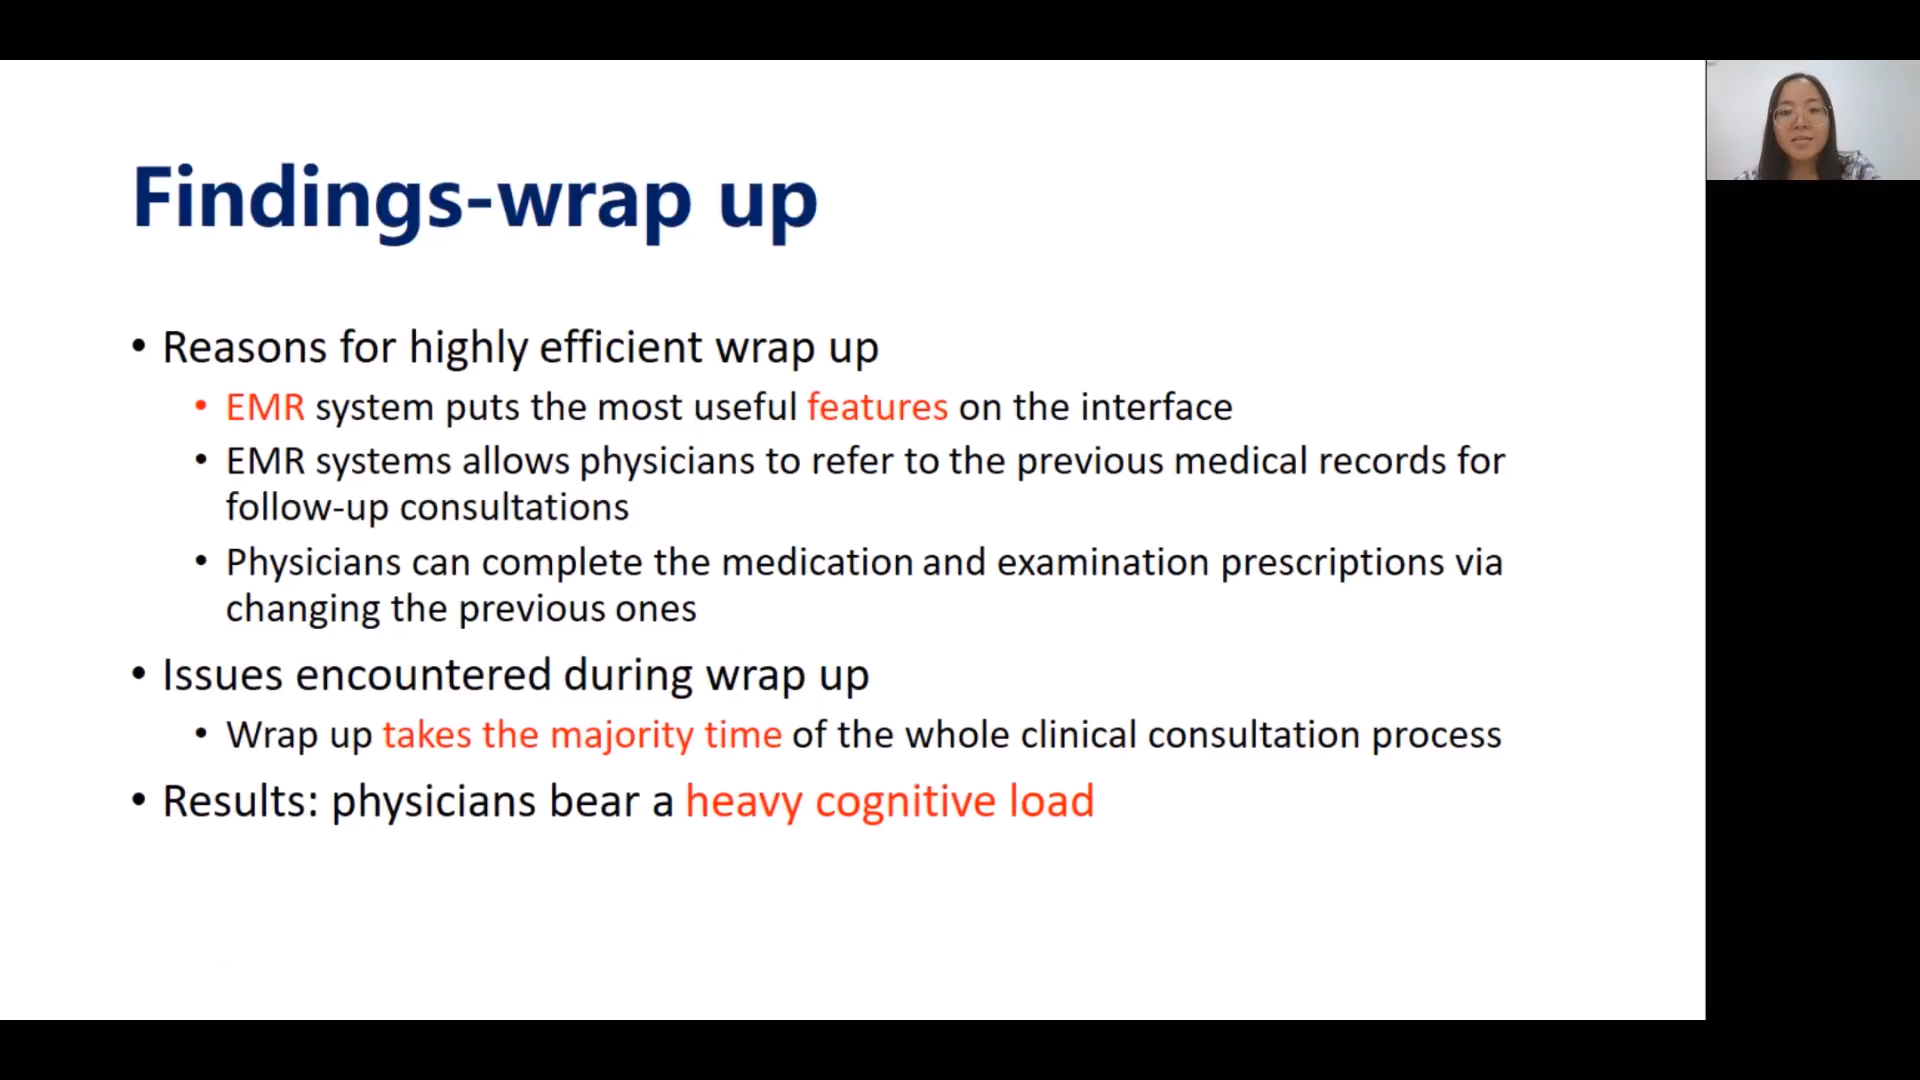 Findings-wrap up
• Reasons for highly efficient wrap up
• EMR system puts the most useful features on the interface
• EMR systems allows physicians to refer to the previous medical records for
follow-up consultations
• Physicians can complete the medication and examination prescriptions via
changing the previous ones
• Issues encountered during wrap up
• Wrap up takes the majority time of the whole clinical consultation process
• Results: physicians bear a heavy cognitive load